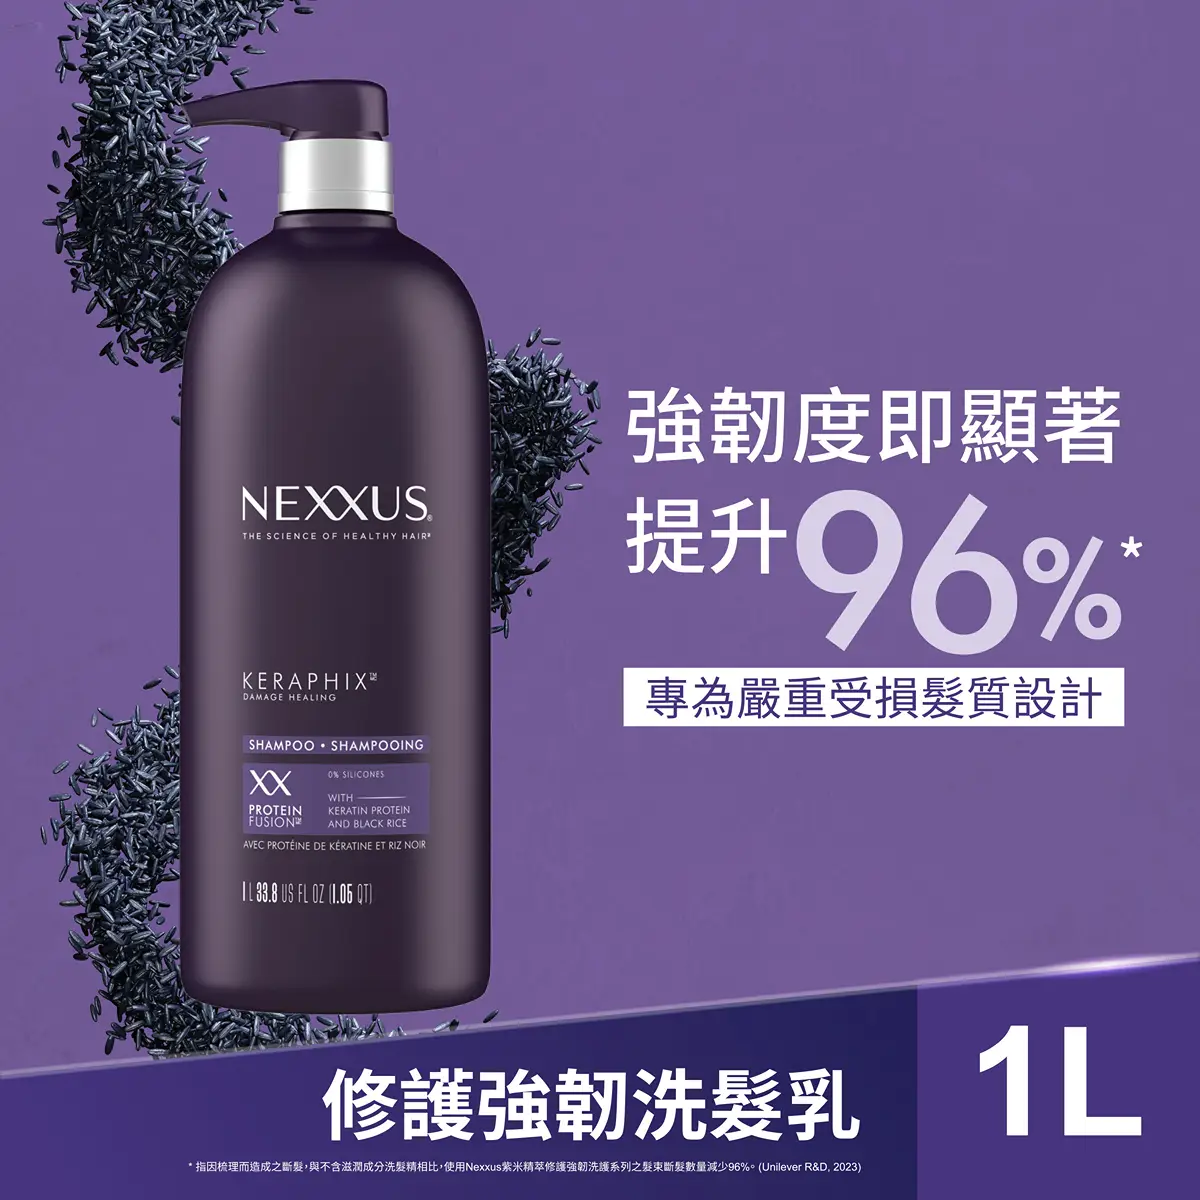 NEXXUS®
THE SCIENCE OF HEALTHY HAIR®
KERAPHIX™ MC
DAMAGE HEALING
SHAMPOO • SHAMPOOING
XX
PROTEIN
FUSION™ MC
0% SILICONES
WITH
KERATIN PROTEIN
AND BLACK RICE
AVEC PROTÉINE DE KÉRATINE ET RIZ NOIR
1 L 33.8 US FL OZ (1.05 QT)
強韌度即顯著
提升96%*
專為嚴重受損髮質設計
修護強韌洗髮乳
1L
* 指因梳理而造成之斷髮，與不含滋潤成分洗髮精相比，使用Nexxus紫米精萃修護強韌洗護系列之髮束斷髮數量減少96%。(Unilever R&D, 2023)